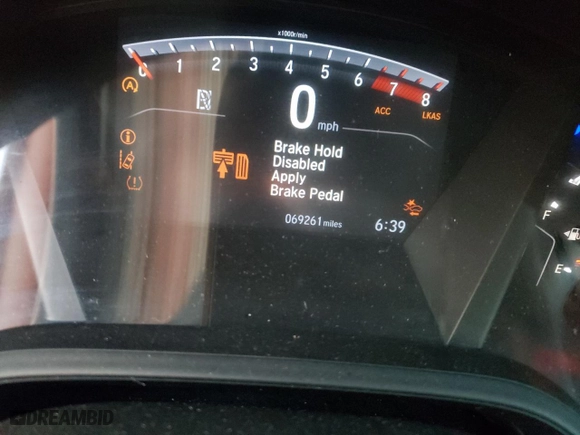 x1000r/min
0 1 2 3 4 5 6 7 8
A
0 mph
ACC LKAS
Brake Hold
Disabled
Apply
Brake Pedal
069261 miles
6:39
F
E
DREAMBID